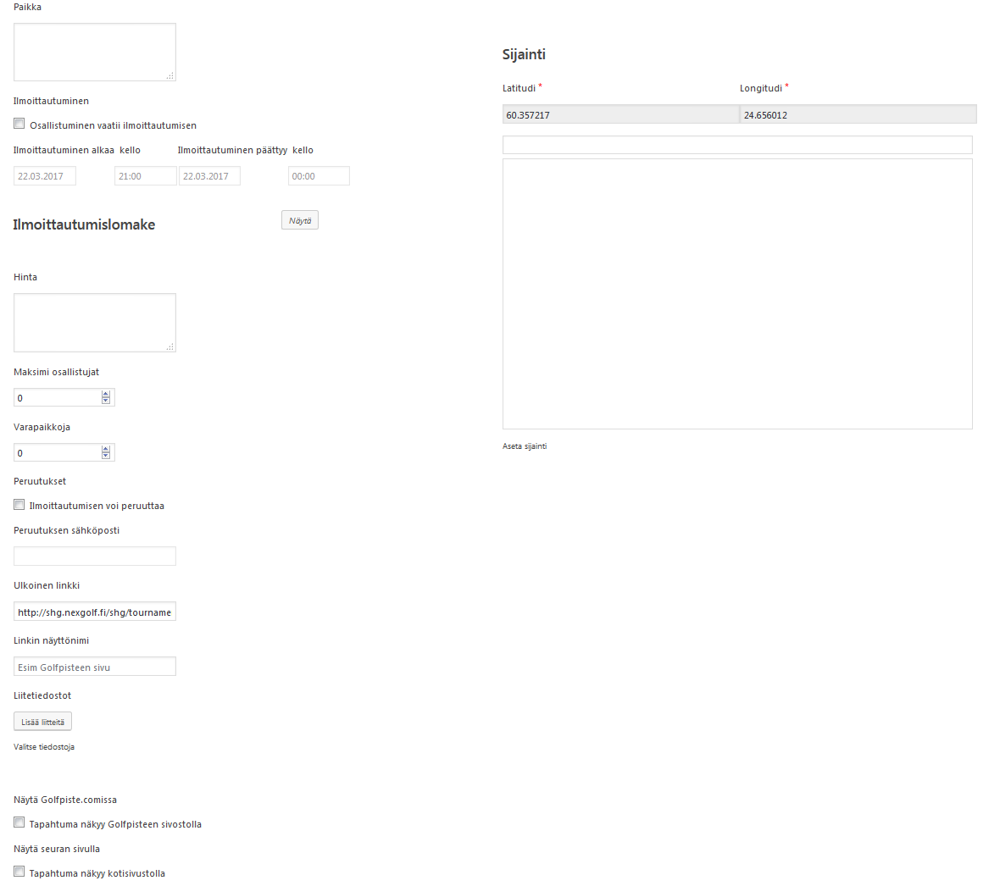 Paikka
Ilmoittautuminen
Osallistuminen vaatii ilmoittautumisen
Ilmoittautuminen alkaa kello Ilmoittautuminen päättyy kello
22.03.2017 21:00 22.03.2017 00:00
Ilmoittautumislomake Näytä
Hinta
Maksimi osallistujat
0
Varapaikkoja
0
Peruutukset
Ilmoittautumisen voi peruuttaa
Peruutuksen sähköposti
Ulkoinen linkki
http://shg.nexgolf.fi/shg/tourname
Linkin näyttönimi
Esim Golfpisteen sivu
Liitetiedostot
Lisää liitteitä
Valitse tiedostoja
Näytä Golfpiste.comissa
Tapahtuma näkyy Golfpisteen sivostolla
Näytä seuran sivulla
Tapahtuma näkyy kotisivustolla
Sijainti
Latitudi * Longitudi *
60.357217 24.656012
Aseta sijainti